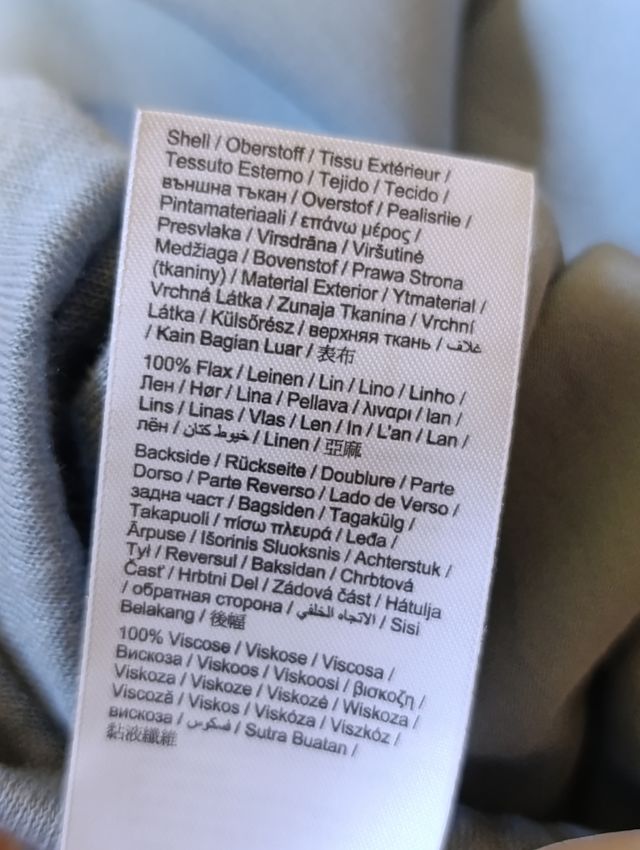 Shell / Oberstoff / Tissu Extérieur /
Tessuto Esterno / Tejido / Tecido /
външна тъкан / Overstof / Pealisriie /
Pintamateriaali / επάνω μέρος /
Presvlaka / Virsdrāna / Viršutinė
Medžiaga / Bovenstof / Prawa Strona
(tkaniny) / Material Exterior / Ytmaterial /
Vrchná Látka / Zunaja Tkanina / Vrchní
Látka / Külsőrész / верхняя ткань / غلاف
/ Kain Bagian Luar / 表布
100% Flax / Leinen / Lin / Lino / Linho /
Лен / Hør / Lina / Pellava / λιναρι / lan /
Lins / Linas / Vlas / Len / In / L'an / Lan /
лён / خيوط كتان / Linen / 亞麻
Backside / Rückseite / Doublure / Parte
Dorso / Parte Reverso / Lado de Verso /
задна част / Bagsiden / Tagakülg /
Takapuoli / πίσω πλευρά / Leđa /
Ārpuse / Išorinis Sluoksnis / Achterstuk /
Tył / Reversul / Baksidan / Chrbtová
Časť / Hrbtni Del / Zádová část / Hátulja
/ обратная сторона / الاتجاه الخلفي / Sisi
Belakang / 後幅
100% Viscose / Viskose / Viscosa /
Вискоза / Viskoos / Viskoosi / βισκοζη /
Viskoza / Viskoze / Viskozė / Wiskoza /
Viscoză / Viskos / Viskóza / Viszkóz /
вискоза / فسكوس / Sutra Buatan /
黏液纖維